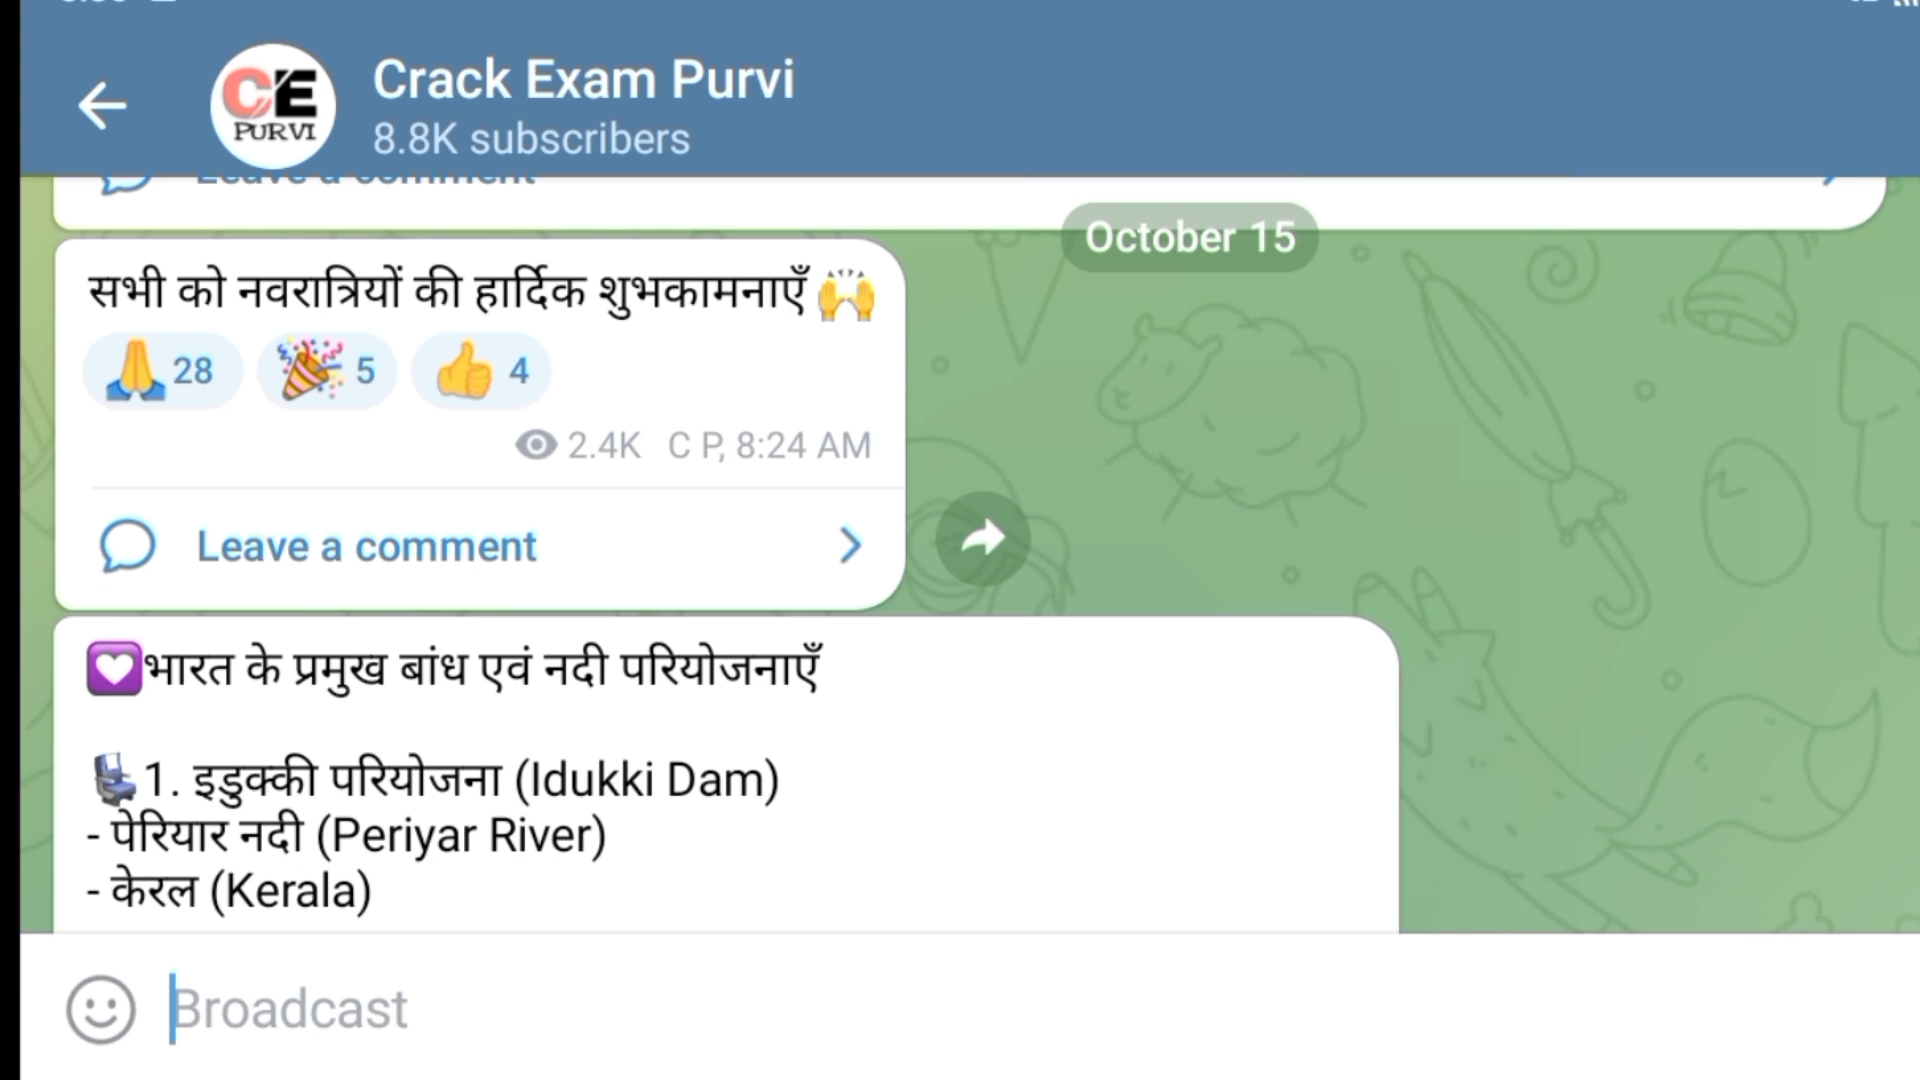 CE
PURVI
Crack Exam Purvi
8.8K subscribers
Leave a comment
October 15
सभी को नवरात्रियों की हार्दिक शुभकामनाएँ 🙌
🙏 28 🎉 5 👍 4
2.4K C P, 8:24 AM
Leave a comment
💟भारत के प्रमुख बांध एवं नदी परियोजनाएँ
💺1. इडुक्की परियोजना (Idukki Dam)
- पेरियार नदी (Periyar River)
- केरल (Kerala)
Broadcast